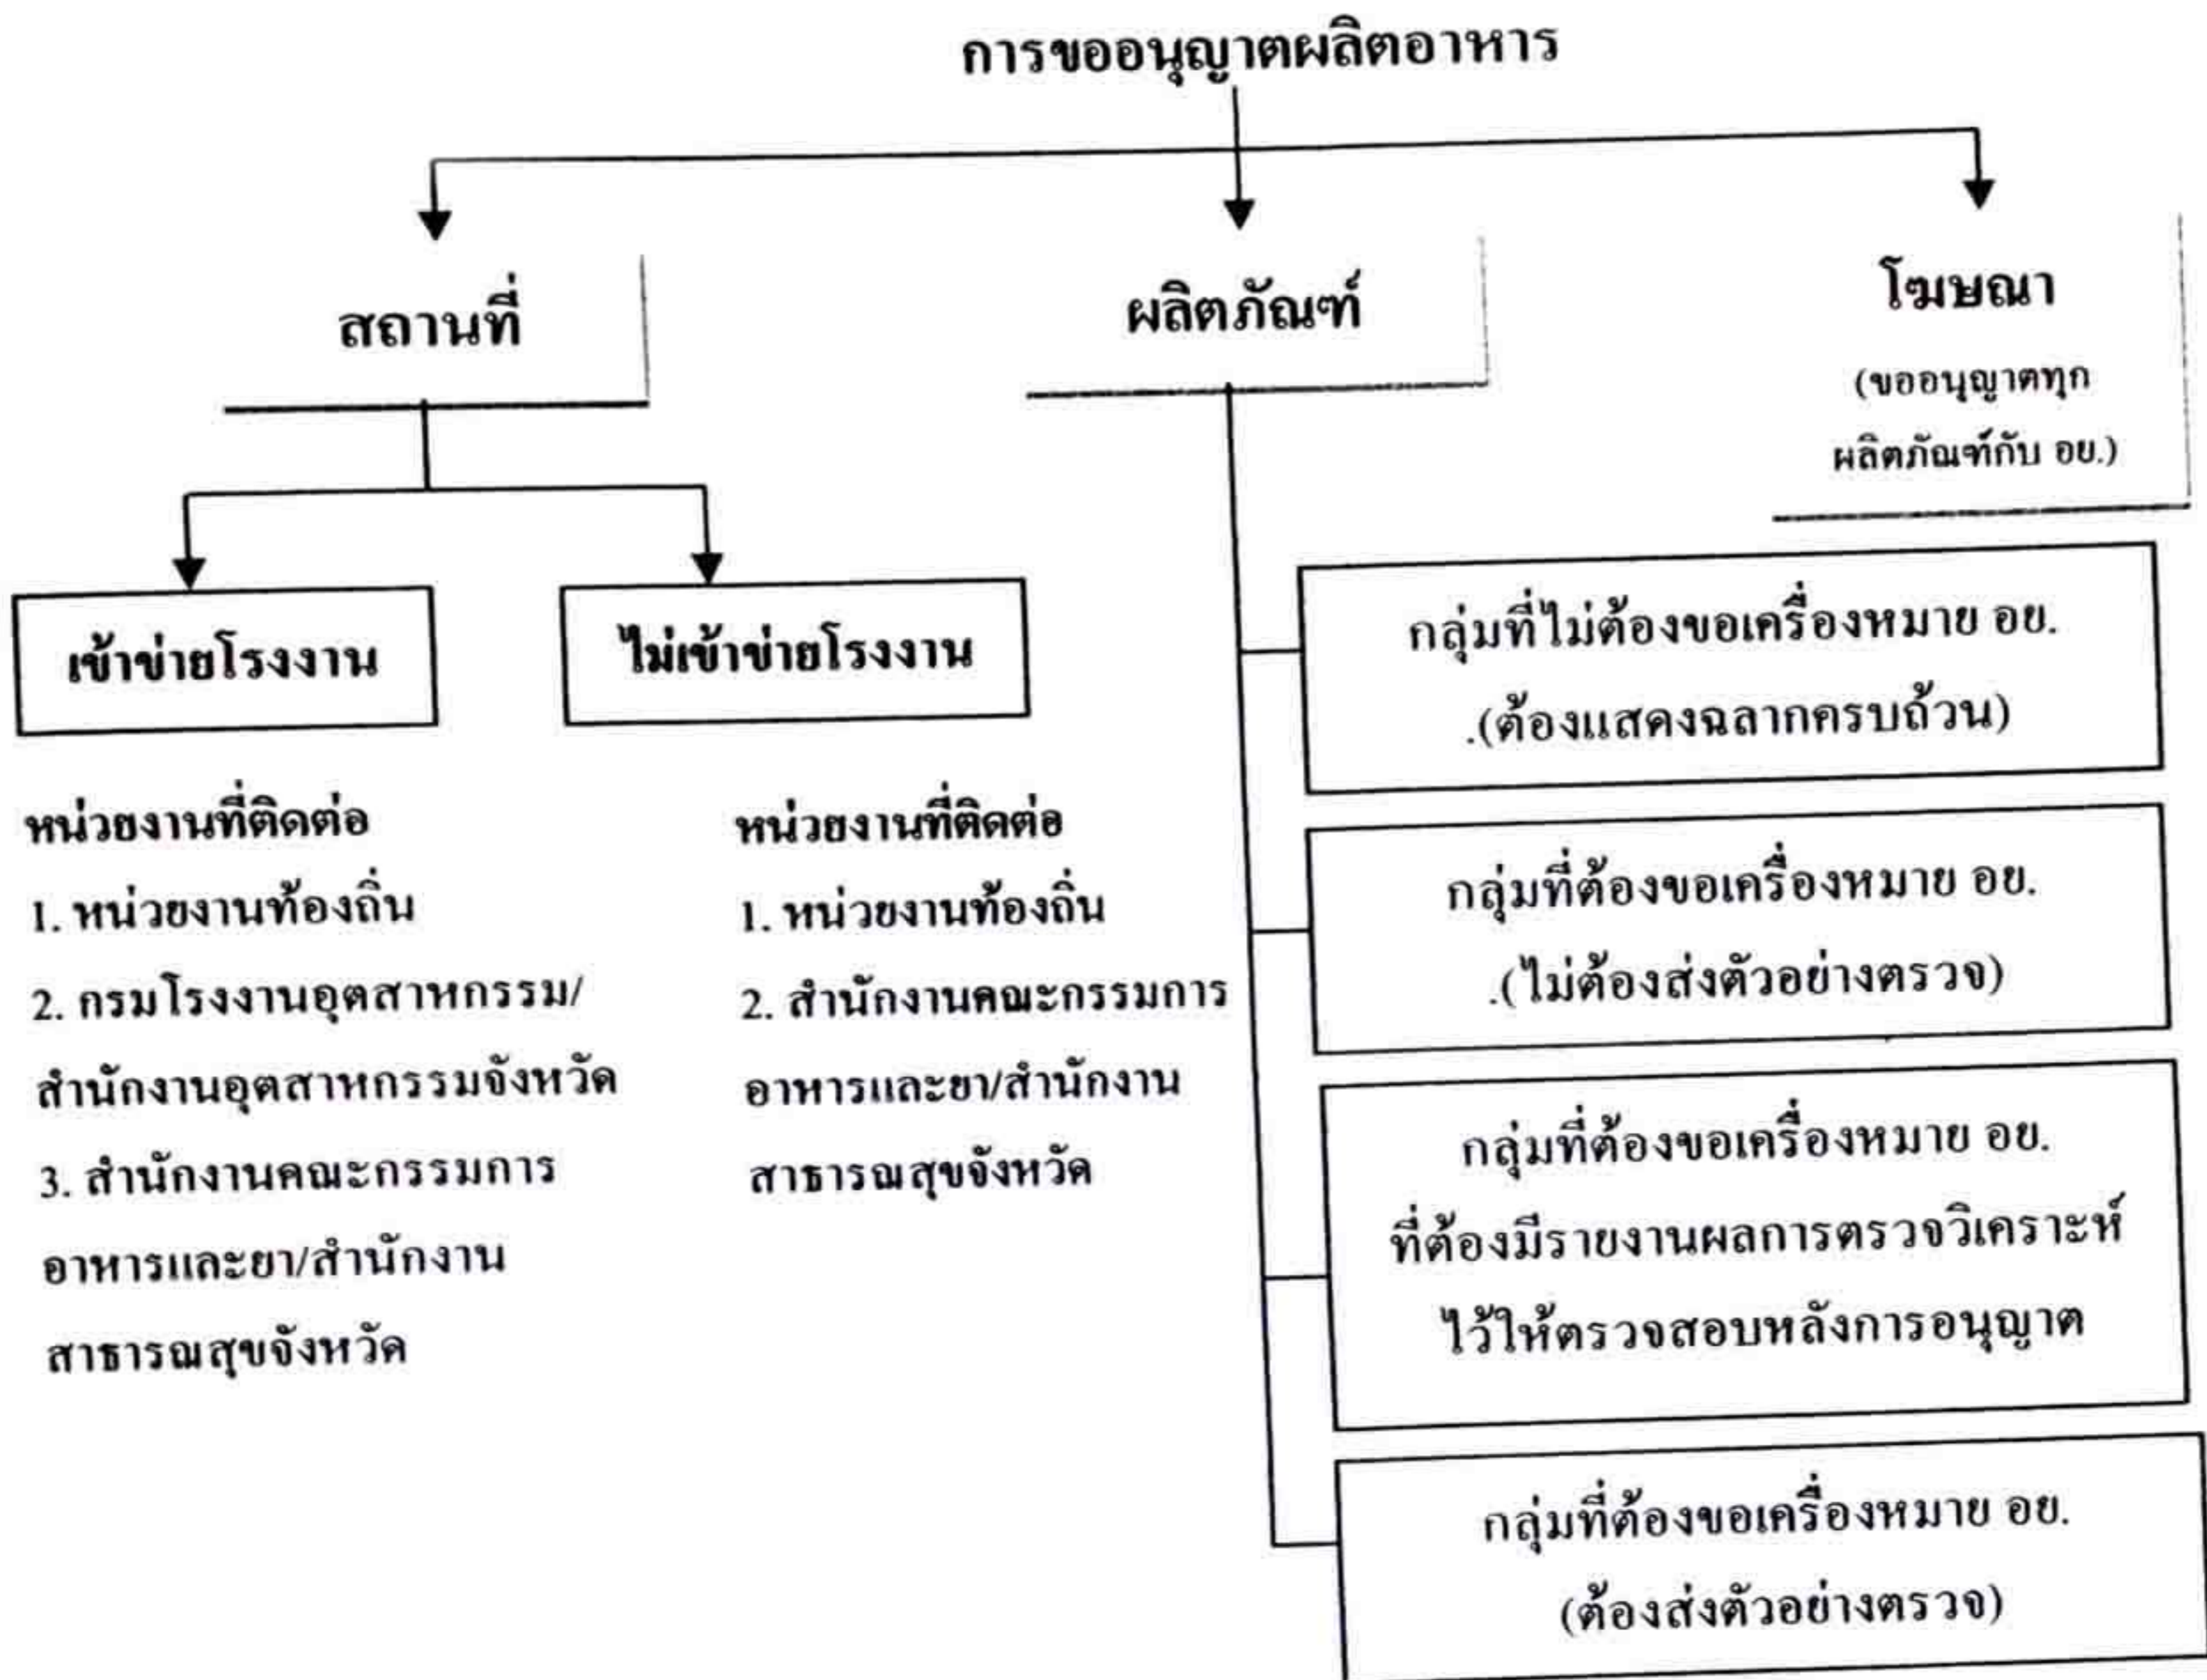 การขออนุญาตผลิตอาหาร
สถานที่
ผลิตภัณฑ์
โฆษณา
(ขออนุญาตทุก
ผลิตภัณฑ์กับ อย.)
เข้าข่ายโรงงาน
ไม่เข้าข่ายโรงงาน
หน่วยงานที่ติดต่อ
1. หน่วยงานท้องถิ่น
2. กรมโรงงานอุตสาหกรรม/
สำนักงานอุตสาหกรรมจังหวัด
3. สำนักงานคณะกรรมการ
อาหารและยา/สำนักงาน
สาธารณสุขจังหวัด
หน่วยงานที่ติดต่อ
1. หน่วยงานท้องถิ่น
2. สำนักงานคณะกรรมการ
อาหารและยา/สำนักงาน
สาธารณสุขจังหวัด
กลุ่มที่ไม่ต้องขอเครื่องหมาย อย.
.(ต้องแสดงฉลากครบถ้วน)
กลุ่มที่ต้องขอเครื่องหมาย อย.
.(ไม่ต้องส่งตัวอย่างตรวจ)
กลุ่มที่ต้องขอเครื่องหมาย อย.
ที่ต้องมีรายงานผลการตรวจวิเคราะห์
ไว้ให้ตรวจสอบหลังการอนุญาต
กลุ่มที่ต้องขอเครื่องหมาย อย.
(ต้องส่งตัวอย่างตรวจ)